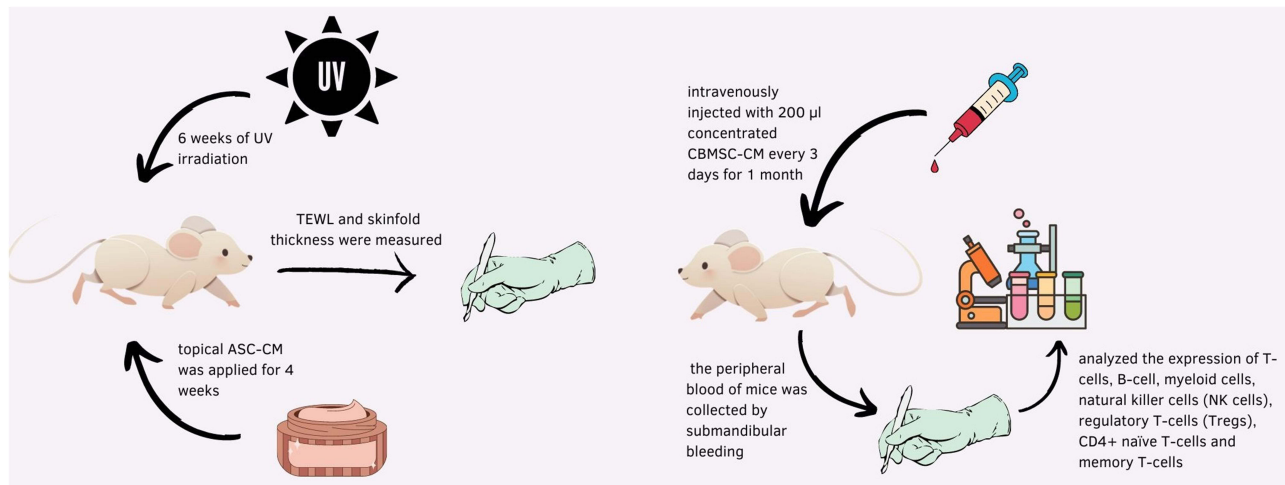 UV
6 weeks of UV
irradiation
TEWL and skinfold
thickness were measured
topical ASC-CM
was applied for 4
weeks
intravenously
injected with 200 µl
concentrated
CBMSC-CM every 3
days for 1 month
the peripheral
blood of mice was
collected by
submandibular
bleeding
analyzed the expression of T-
cells, B-cell, myeloid cells,
natural killer cells (NK cells),
regulatory T-cells (Tregs),
CD4+ naïve T-cells and
memory T-cells